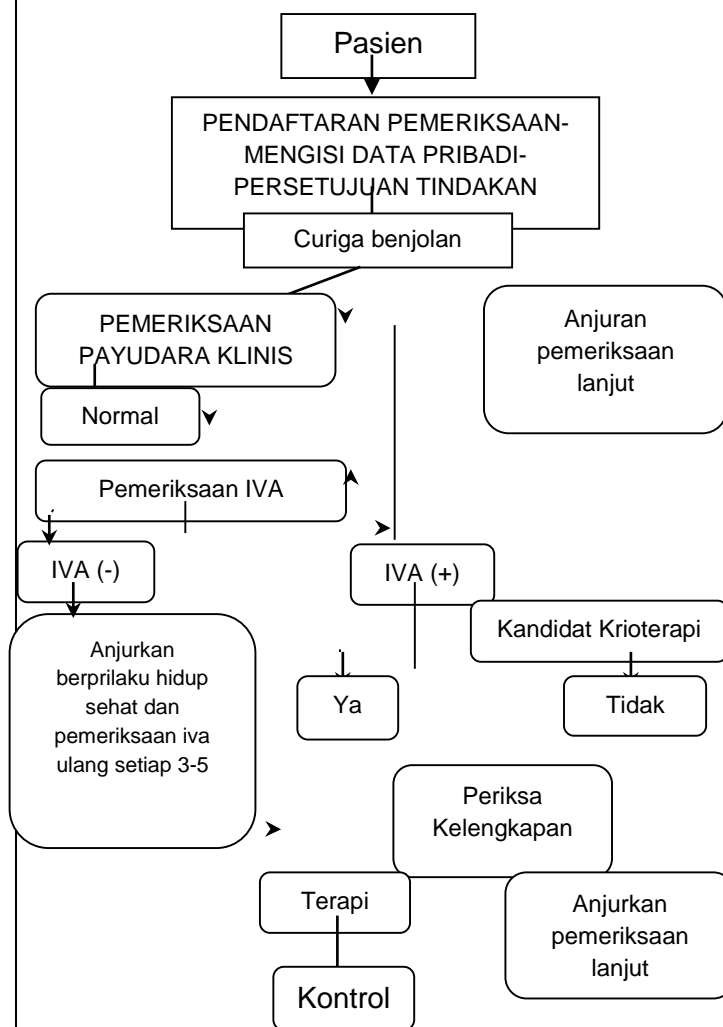 Pasien
PENDAFTARAN PEMERIKSAAN-
MENGISI DATA PRIBADI-
PERSETUJUAN TINDAKAN
Curiga benjolan
PEMERIKSAAN
PAYUDARA KLINIS
Anjuran
pemeriksaan
lanjut
Normal
Pemeriksaan IVA
IVA (-)
IVA (+)
Kandidat Krioterapi
Anjurkan
berprilaku hidup
sehat dan
pemeriksaan iva
ulang setiap 3-5
Ya
Tidak
Periksa
Kelengkapan
Terapi
Anjurkan
pemeriksaan
lanjut
Kontrol